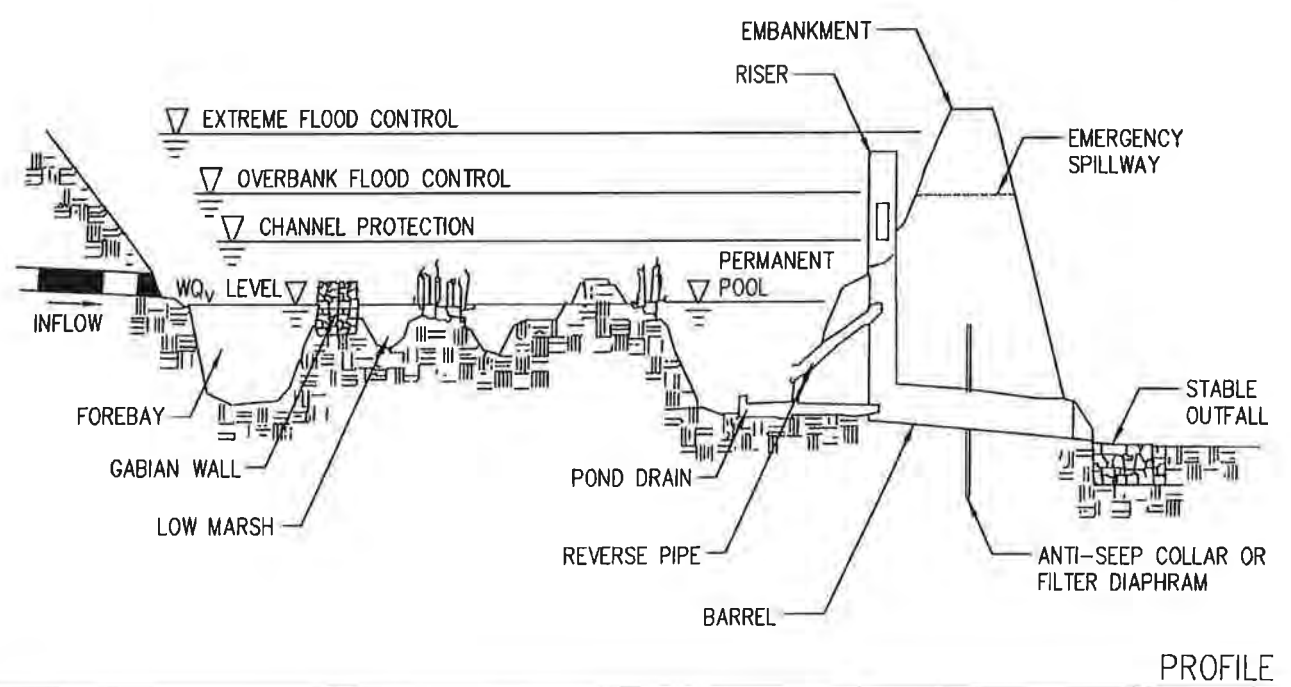 EMBANKMENT
RISER
EXTREME FLOOD CONTROL
EMERGENCY
SPILLWAY
OVERBANK FLOOD CONTROL
CHANNEL PROTECTION
PERMANENT
POOL
WQv LEVEL
INFLOW
FOREBAY
STABLE
OUTFALL
GABIAN WALL
POND DRAIN
LOW MARSH
REVERSE PIPE
ANTI-SEEP COLLAR OR
FILTER DIAPHRAM
BARREL
PROFILE